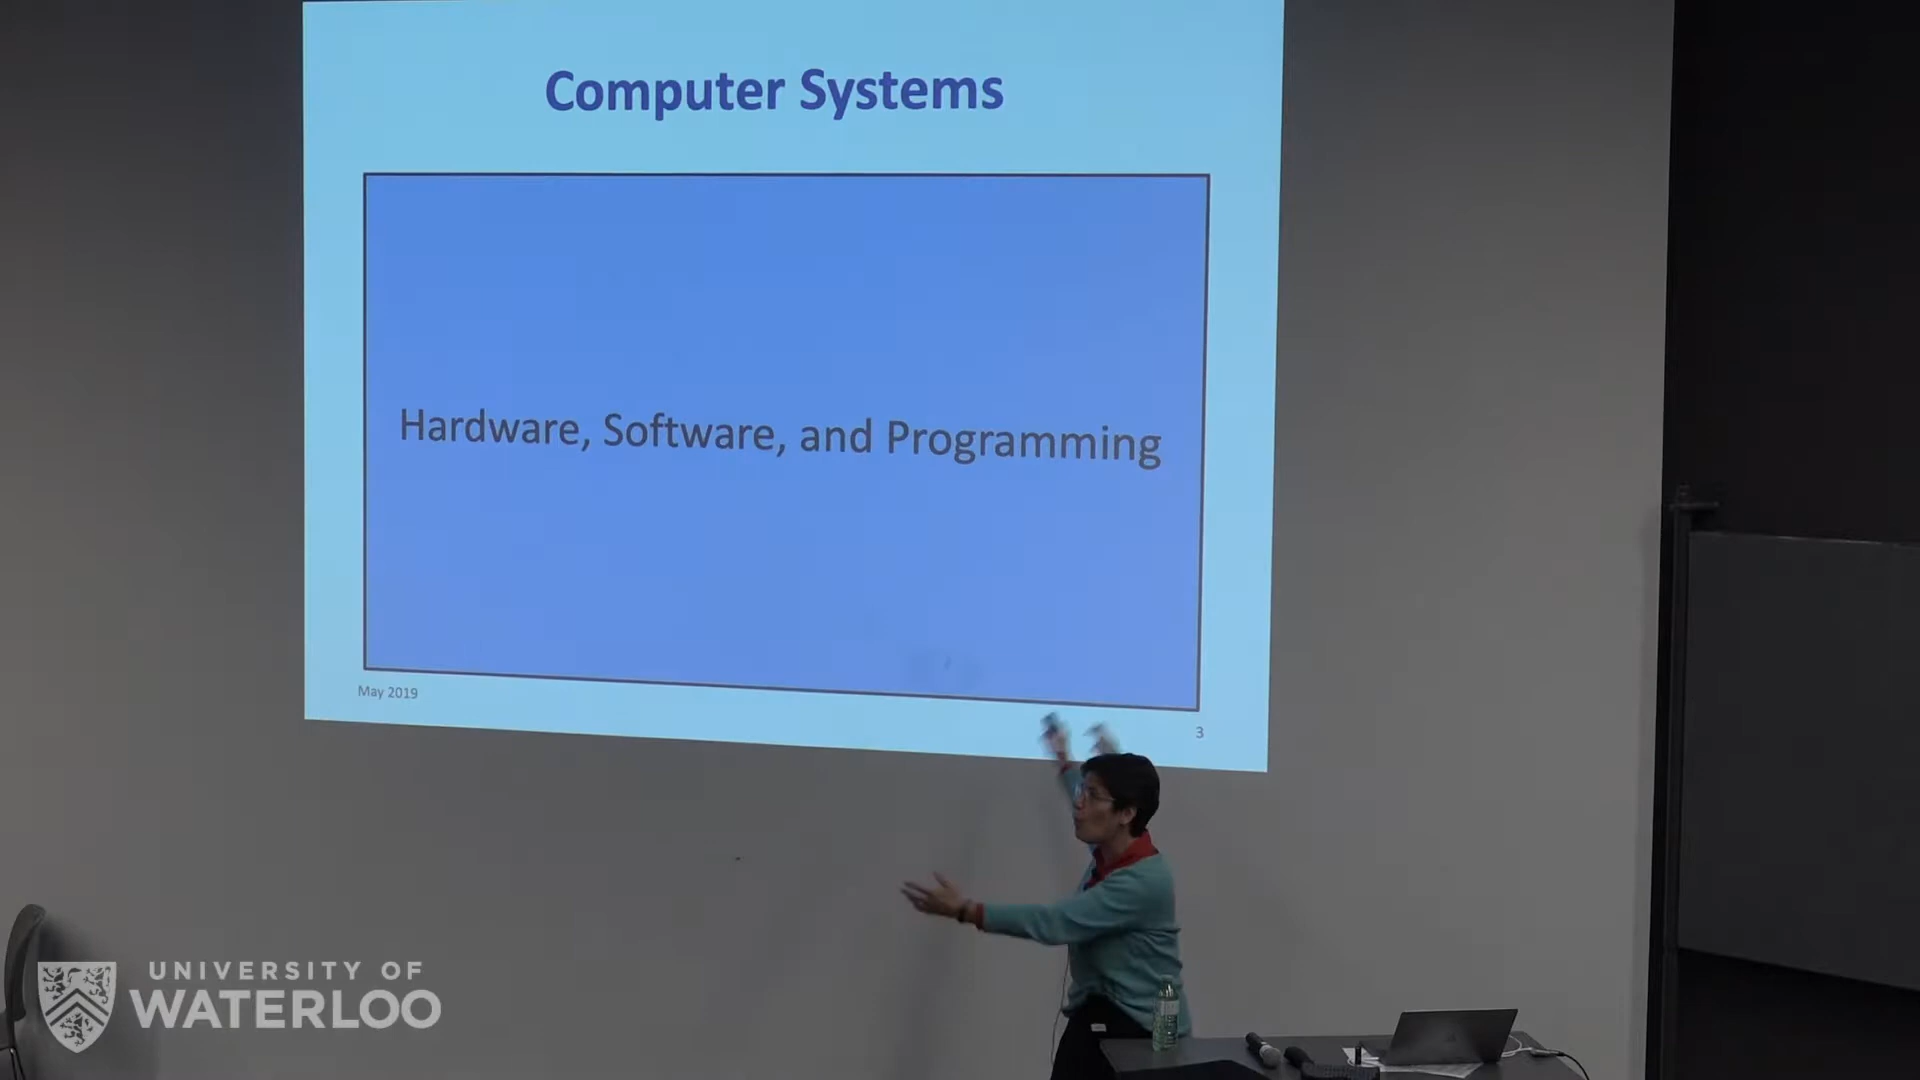 Computer Systems
Hardware, Software, and Programming
May 2019
3
UNIVERSITY OF
WATERLOO